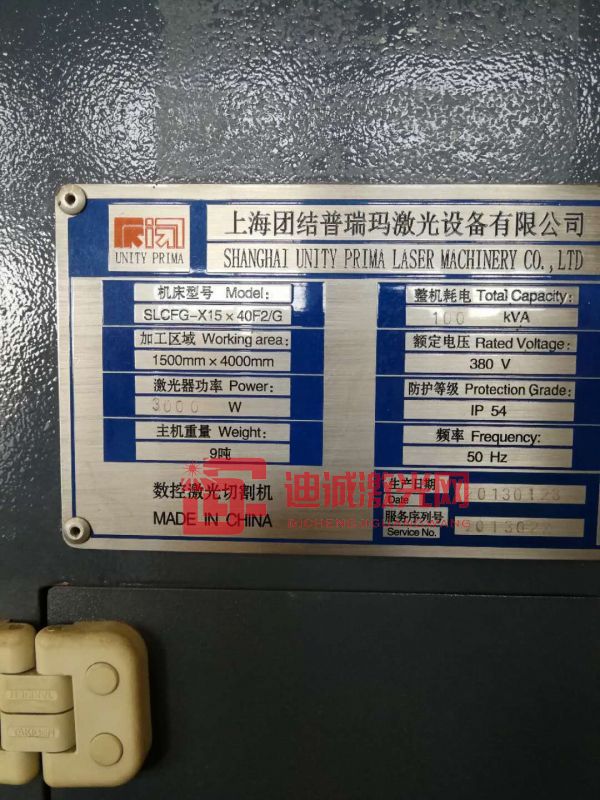 UNITY PRIMA
上海团结普瑞玛激光设备有限公司
SHANGHAI UNITY PRIMA LASER MACHINERY CO.,LTD
机床型号 Model:
SLCFG-X15×40F2/G
加工区域 Working area:
1500mm×4000mm
激光器功率 Power:
3000 W
主机重量 Weight:
9吨
数控激光切割机
MADE IN CHINA
整机耗电 Total Capacity:
100 kVA
额定电压 Rated Voltage:
380 V
防护等级 Protection Grade:
IP 54
频率 Frequency:
50 Hz
生产日期
Date 20130123
服务序列号
Service No.
迪诚激光网